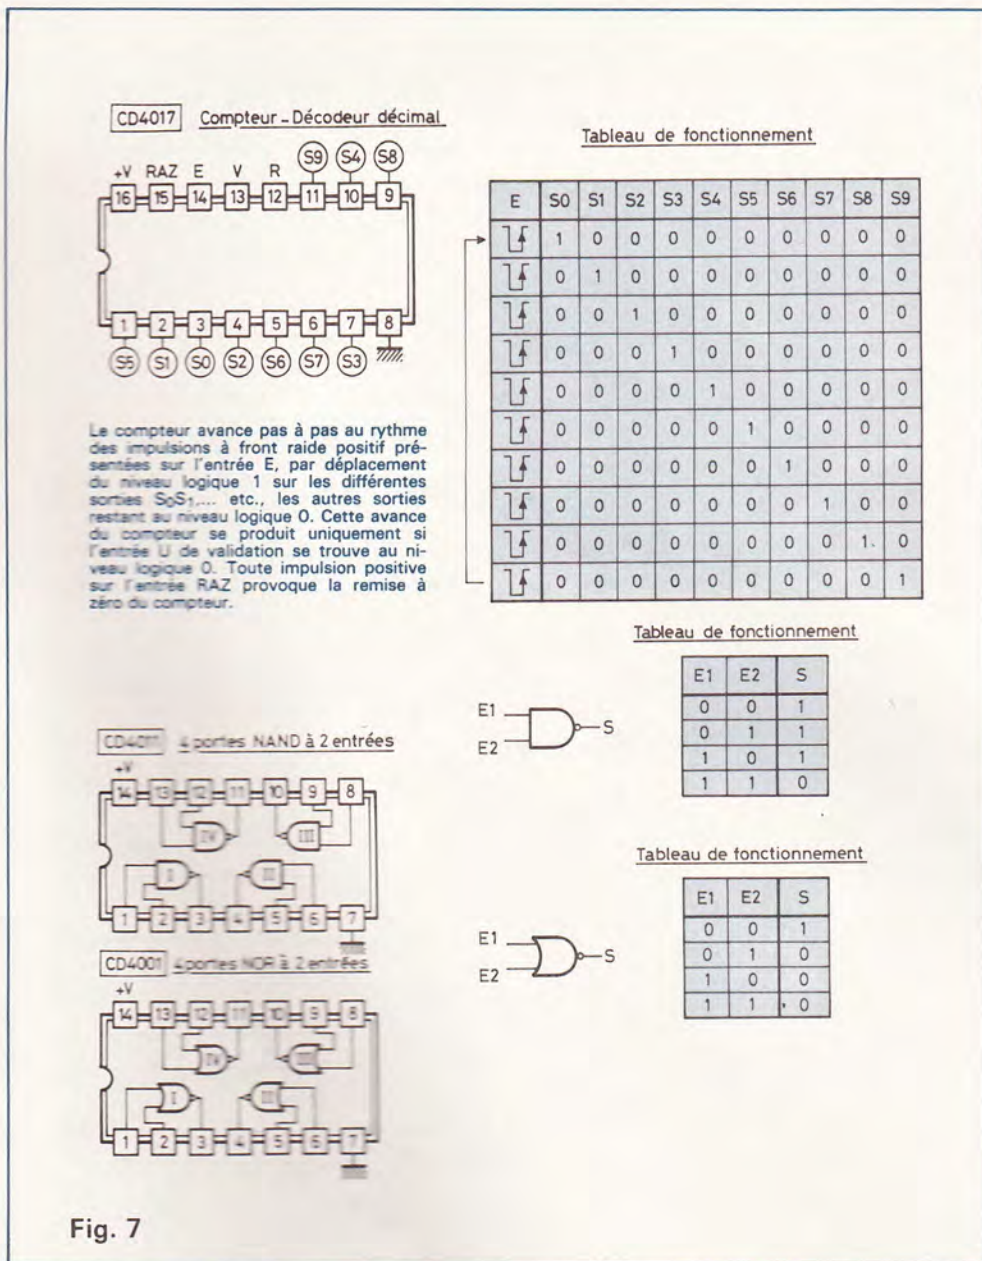 CD4017 Compteur - Décodeur décimal
S9 S4 S8
+V RAZ E V R
16 15 14 13 12 11 10 9
1 2 3 4 5 6 7 8
S5 S1 S0 S2 S6 S7 S3
Le compteur avance pas à pas au rythme
des impulsions à front raide positif pré-
sentées sur l'entrée E, par déplacement
du niveau logique 1 sur les différentes
sorties S0S1,... etc., les autres sorties
restant au niveau logique 0. Cette avance
du compteur se produit uniquement si
l'entrée U de validation se trouve au ni-
veau logique 0. Toute impulsion positive
sur l'entrée RAZ provoque la remise à
zéro du compteur.
Tableau de fonctionnement
E S0 S1 S2 S3 S4 S5 S6 S7 S8 S9
1 0 0 0 0 0 0 0 0 0
0 1 0 0 0 0 0 0 0 0
0 0 1 0 0 0 0 0 0 0
0 0 0 1 0 0 0 0 0 0
0 0 0 0 1 0 0 0 0 0
0 0 0 0 0 1 0 0 0 0
0 0 0 0 0 0 1 0 0 0
0 0 0 0 0 0 0 1 0 0
0 0 0 0 0 0 0 0 1. 0
0 0 0 0 0 0 0 0 0 1
CD4011 4 portes NAND à 2 entrées
+V
14 13 12 11 10 9 8
IV III
I II
1 2 3 4 5 6 7
E1
E2
S
Tableau de fonctionnement
E1 E2 S
0 0 1
0 1 1
1 0 1
1 1 0
CD4001 4 portes NOR à 2 entrées
+V
14 13 12 11 10 9 8
IV III
I II
1 2 3 4 5 6 7
E1
E2
S
Tableau de fonctionnement
E1 E2 S
0 0 1
0 1 0
1 0 0
1 1 0
Fig. 7